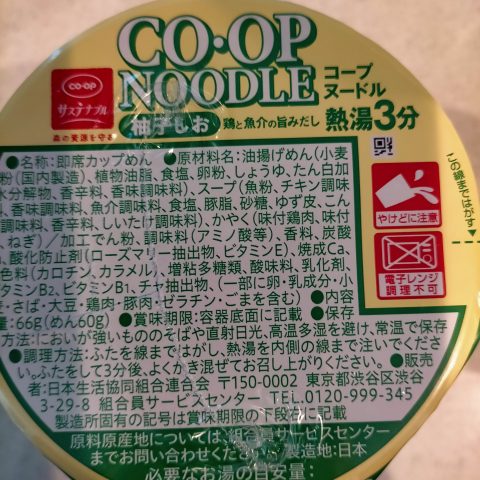 CO·OP
NOODLE
コープ
ヌードル
co-op
サステナブル
森の資源を守る
柚子しお
鶏と魚介の旨みだし
熱湯3分
この線まではがす
●名称:即席カップめん ●原材料名:油揚げめん(小麦
粉(国内製造)、植物油脂、食塩、卵粉、しょうゆ、たん白加
水分解物、香辛料、香味調味料)、スープ(魚粉、チキン調味
料、香味調味料、魚介調味料、食塩、豚脂、砂糖、ゆず皮、こん
調味料、香辛料、しいたけ調味料)、かやく(味付鶏肉、味付
、ねぎ)/加工でん粉、調味料(アミノ酸等)、香料、炭酸
、酸化防止剤(ローズマリー抽出物、ビタミンE)、焼成Ca、
色料(カロチン、カラメル)、増粘多糖類、酸味料、乳化剤、
ビタミンB2、ビタミンB1、チャ抽出物、(一部に卵・乳成分・小
・さば・大豆・鶏肉・豚肉・ゼラチン・ごまを含む) ●内容
量:66g(めん60g) ●賞味期限:容器底面に記載 ●保存
方法:においが強いもののそばや直射日光、高温多湿を避け、常温で保存
●調理方法:ふたを線まではがし、熱湯を内側の線まで注いでくださ
い。ふたをして3分後、よくかき混ぜてお召し上がりください。●販売
者:日本生活協同組合連合会 〒150-0002 東京都渋谷区渋谷
3-29-8 組合員サービスセンター TEL.0120-999-345
製造所固有の記号は賞味期限の下段右に記載
原料原産地については、組合員サービスセンター
までお問い合わせください。 製造地:日本
必要なお湯の目安量:
やけどに注意
電子レンジ
調理不可